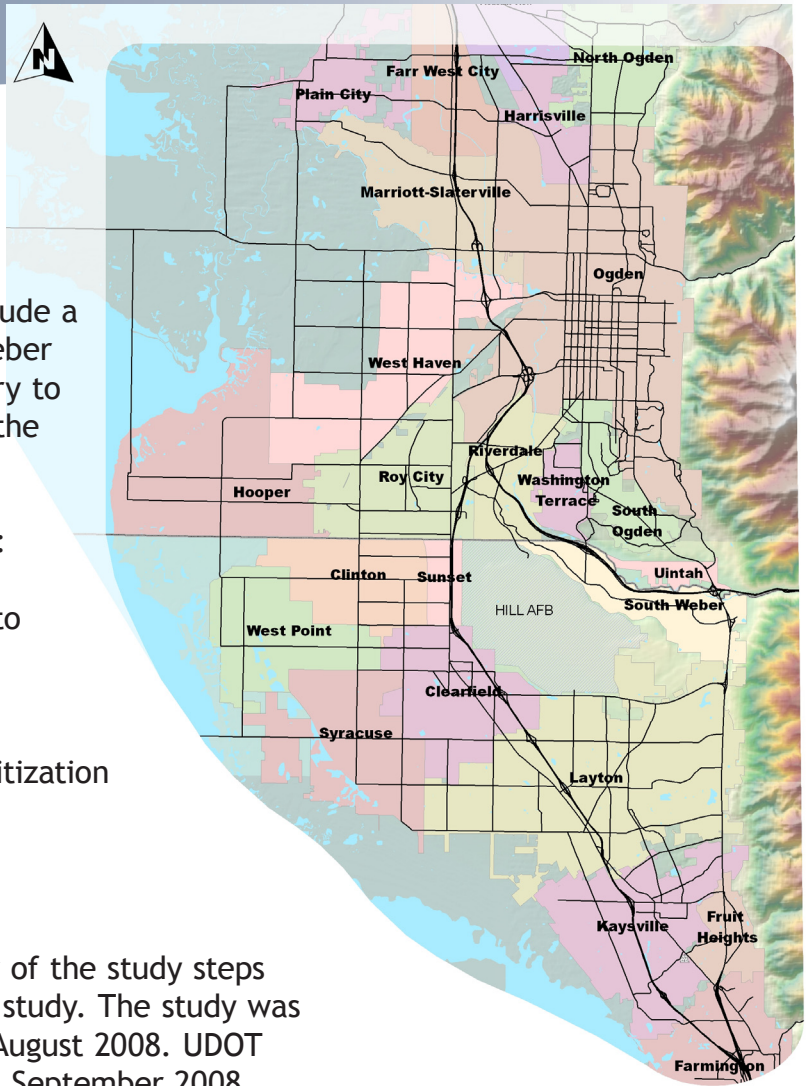 N
North Ogden
Farr West City
Plain City
Harrisville
Marriott-Slaterville
Ogden
West Haven
Riverdale
Roy City
Washington
Terrace
Hooper
South
Ogden
Uintah
Clinton
Sunset
South Weber
HILL AFB
West Point
Clearfield
Syracuse
Layton
Fruit
Heights
Kaysville
Farmington
ude a
eber
ry to
the
:
to
itization
of the study steps
study. The study was
August 2008. UDOT
September 2008